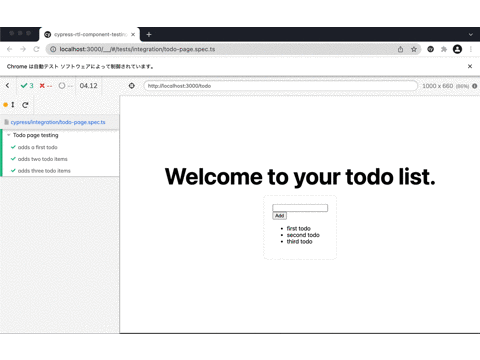 cypress-rtl-component-testing
localhost:3000/__/#/tests/integration/todo-page.spec.ts
Chrome は自動テスト ソフトウェアによって制御されています。
3 -- -- 04.12
http://localhost:3000/todo
1000 x 660 (66%)
cypress/integration/todo-page.spec.ts
Todo page testing
adds a first todo
adds two todo items
adds three todo items
Welcome to your todo list.
Add
first todo
second todo
third todo